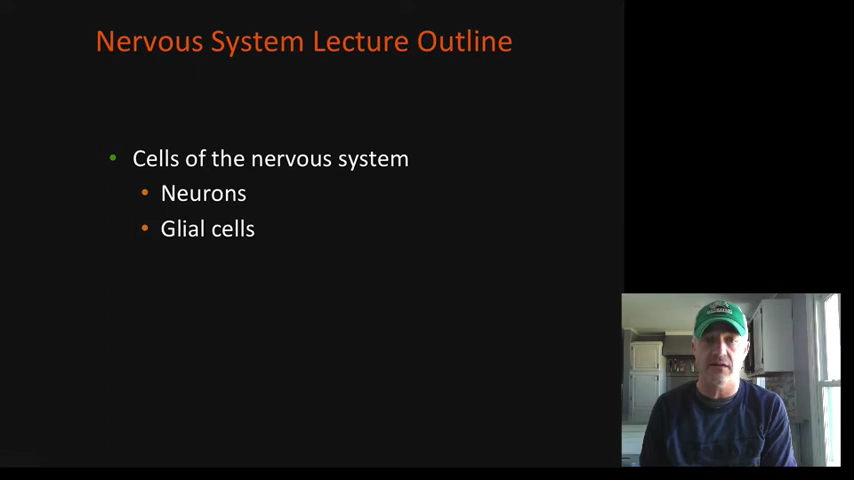 Nervous System Lecture Outline
Cells of the nervous system
Neurons
Glial cells